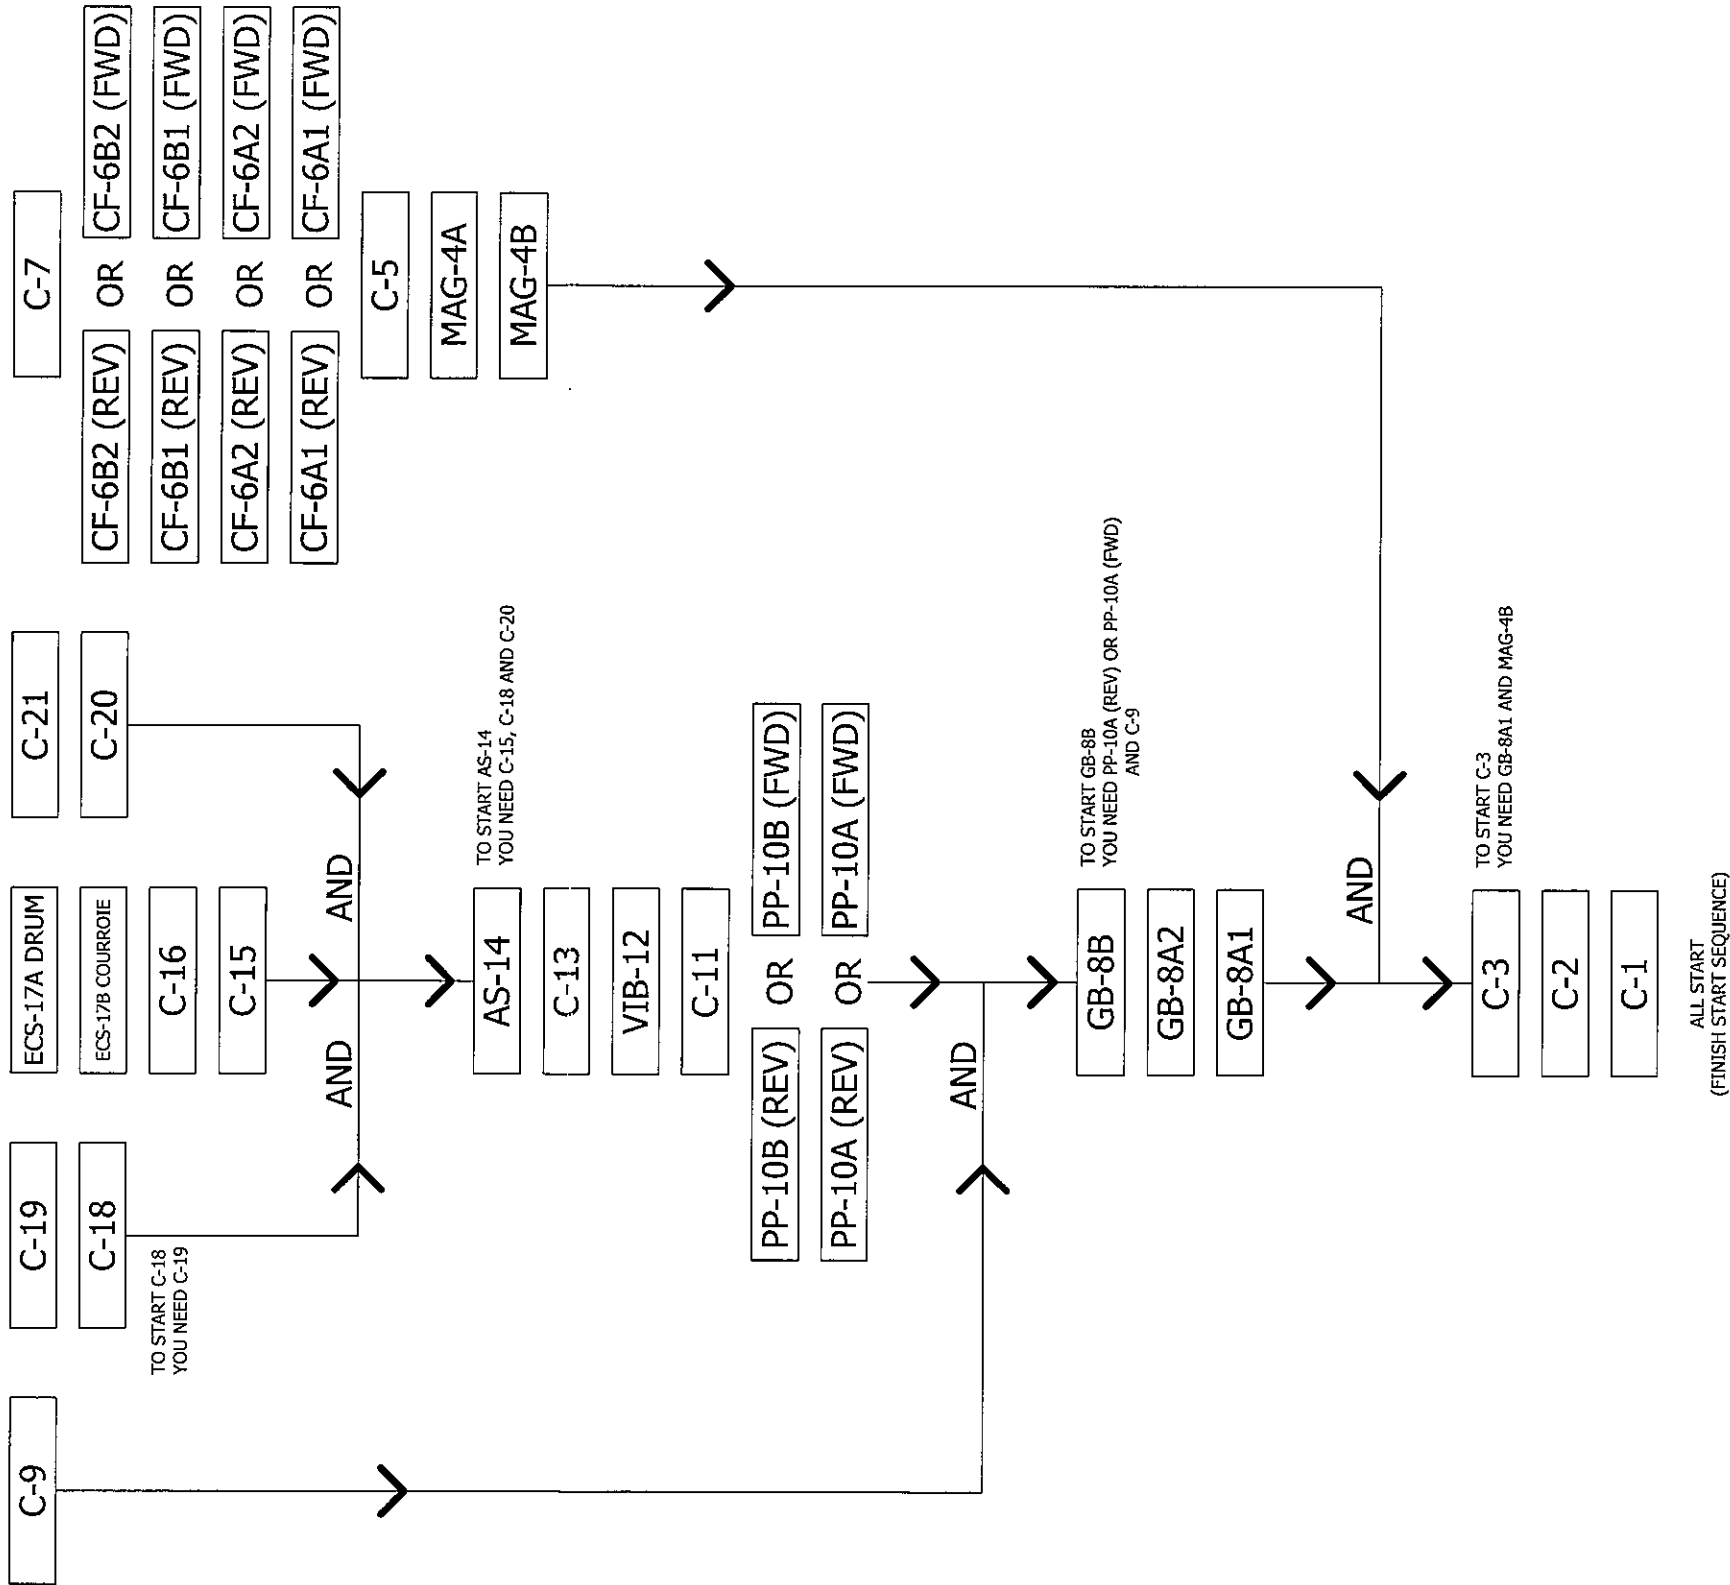 C-9
C-19
C-18
TO START C-18
YOU NEED C-19
ECS-17A DRUM
ECS-17B COURROIE
C-16
C-15
C-21
C-20
AND
AND
AS-14
TO START AS-14
YOU NEED C-15, C-18 AND C-20
C-13
VIB-12
C-11
PP-10B (REV) OR PP-10B (FWD)
PP-10A (REV) OR PP-10A (FWD)
AND
GB-8B
TO START GB-8B
YOU NEED PP-10A (REV) OR PP-10A (FWD)
AND C-9
GB-8A2
GB-8A1
C-7
CF-6B2 (REV) OR CF-6B2 (FWD)
CF-6B1 (REV) OR CF-6B1 (FWD)
CF-6A2 (REV) OR CF-6A2 (FWD)
CF-6A1 (REV) OR CF-6A1 (FWD)
C-5
MAG-4A
MAG-4B
AND
C-3
TO START C-3
YOU NEED GB-8A1 AND MAG-4B
C-2
C-1
ALL START
(FINISH START SEQUENCE)